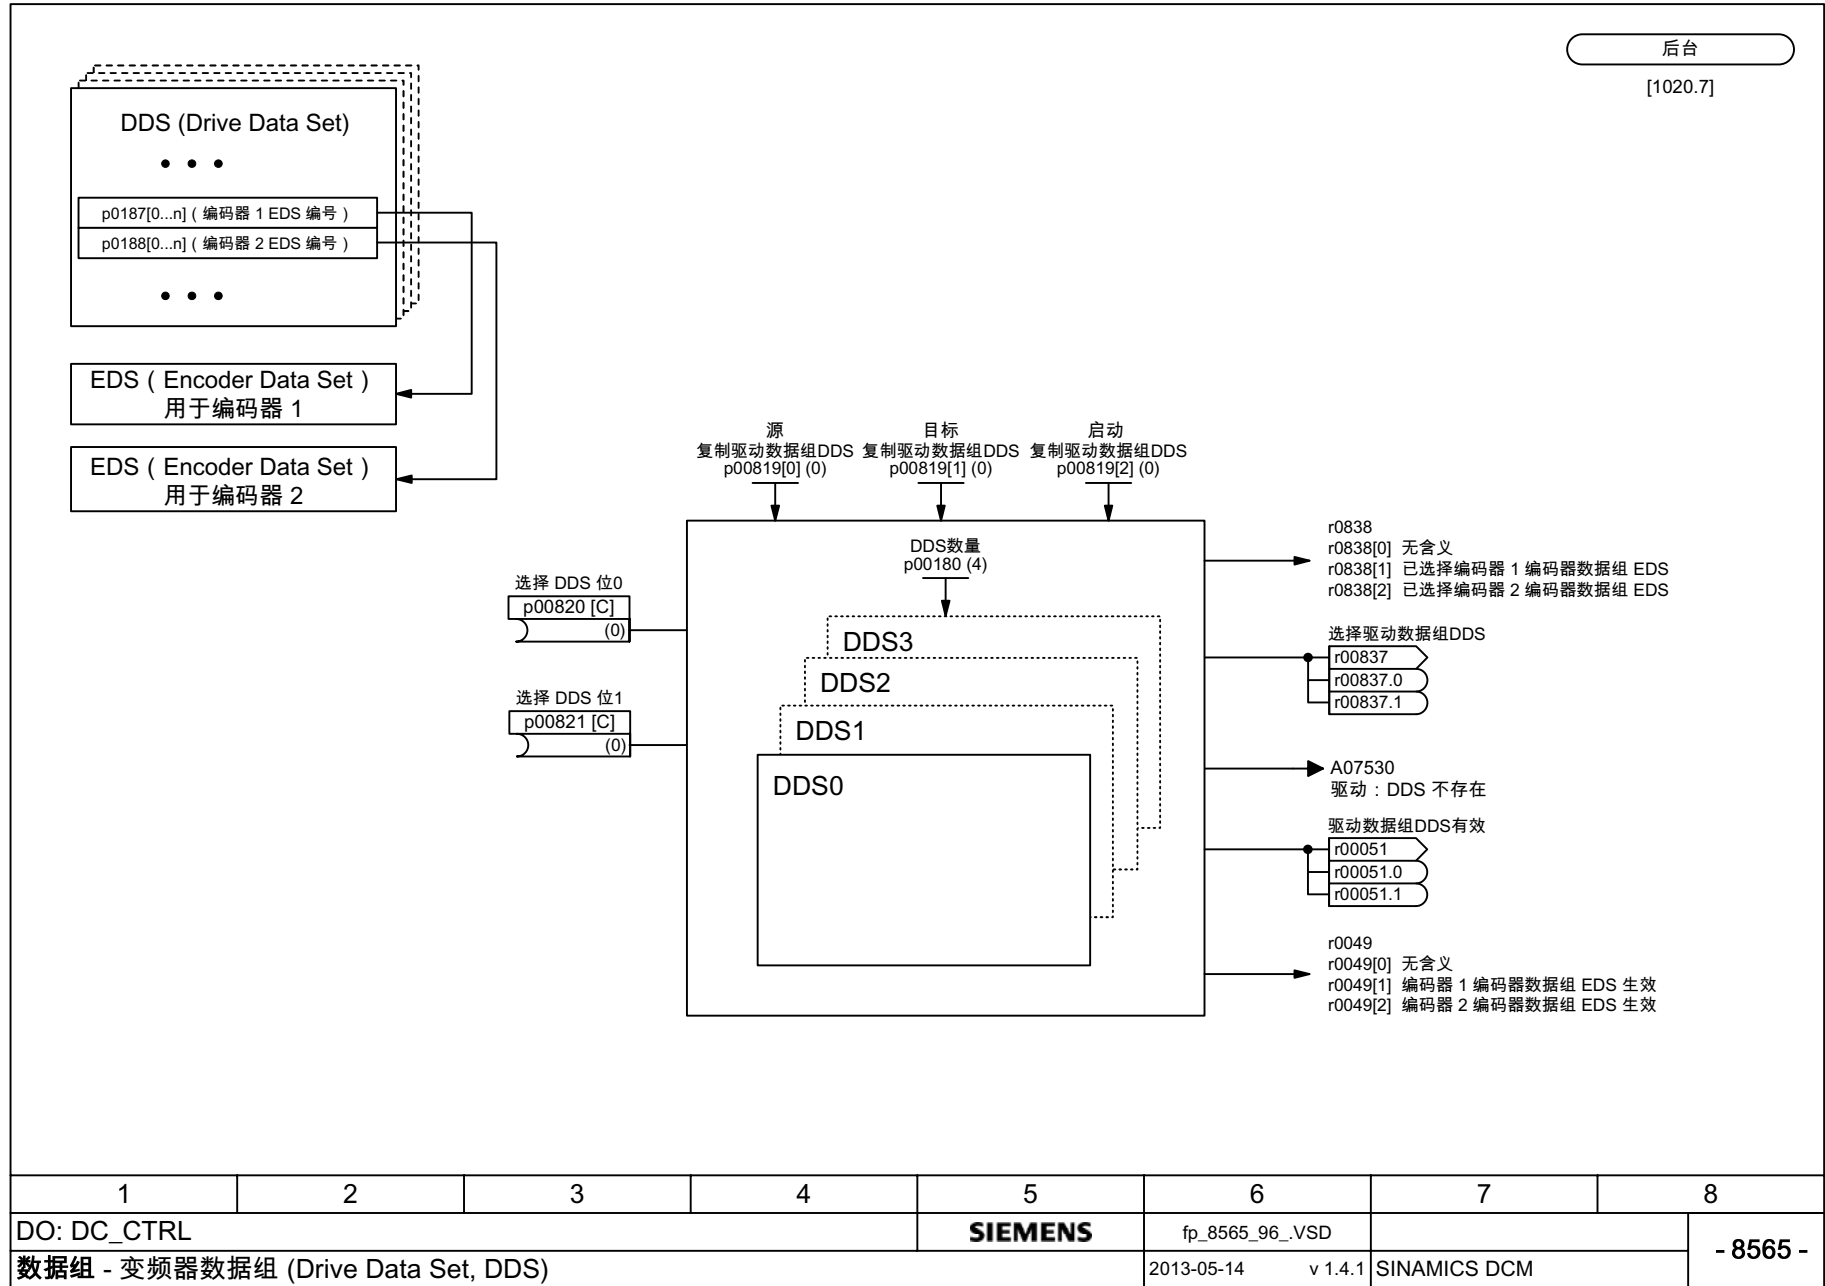 后台
[1020.7]
DDS (Drive Data Set)
• • •
p0187[0...n] ( 编码器 1 EDS 编号 )
p0188[0...n] ( 编码器 2 EDS 编号 )
• • •
EDS ( Encoder Data Set )
用于编码器 1
EDS ( Encoder Data Set )
用于编码器 2
源
复制驱动数据组DDS
p00819[0] (0)
目标
复制驱动数据组DDS
p00819[1] (0)
启动
复制驱动数据组DDS
p00819[2] (0)
DDS数量
p00180 (4)
选择 DDS 位0
p00820 [C]
(0)
选择 DDS 位1
p00821 [C]
(0)
DDS3
DDS2
DDS1
DDS0
r0838
r0838[0] 无含义
r0838[1] 已选择编码器 1 编码器数据组 EDS
r0838[2] 已选择编码器 2 编码器数据组 EDS
选择驱动数据组DDS
r00837
r00837.0
r00837.1
A07530
驱动：DDS 不存在
驱动数据组DDS有效
r00051
r00051.0
r00051.1
r0049
r0049[0] 无含义
r0049[1] 编码器 1 编码器数据组 EDS 生效
r0049[2] 编码器 2 编码器数据组 EDS 生效
1 2 3 4 5 6 7 8
DO: DC_CTRL
SIEMENS
fp_8565_96_.VSD
- 8565 -
数据组 - 变频器数据组 (Drive Data Set, DDS)
2013-05-14 v 1.4.1
SINAMICS DCM